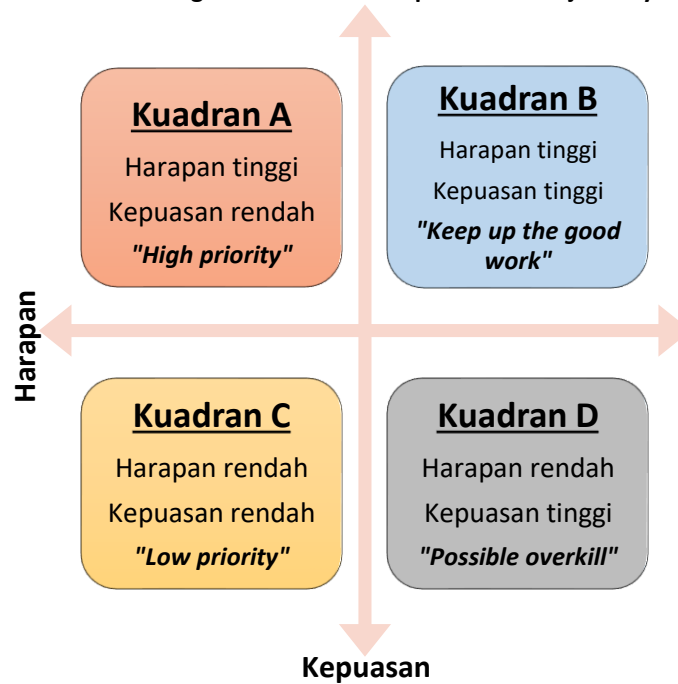 Kuadran A
Harapan tinggi
Kepuasan rendah
"High priority"
Kuadran B
Harapan tinggi
Kepuasan tinggi
"Keep up the good
work"
Harapan
Kuadran C
Harapan rendah
Kepuasan rendah
"Low priority"
Kuadran D
Harapan rendah
Kepuasan tinggi
"Possible overkill"
Kepuasan